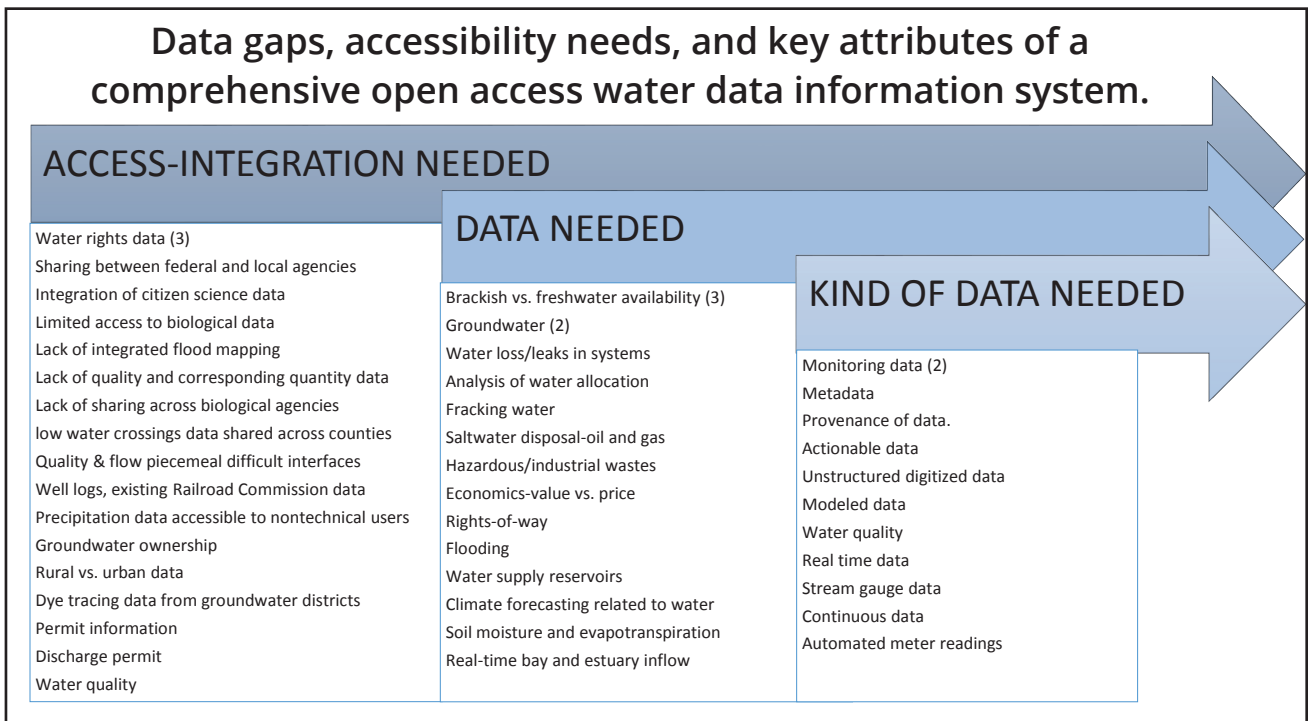 Data gaps, accessibility needs, and key attributes of a
comprehensive open access water data information system.
ACCESS-INTEGRATION NEEDED
Water rights data (3)
Sharing between federal and local agencies
Integration of citizen science data
Limited access to biological data
Lack of integrated flood mapping
Lack of quality and corresponding quantity data
Lack of sharing across biological agencies
low water crossings data shared across counties
Quality & flow piecemeal difficult interfaces
Well logs, existing Railroad Commission data
Precipitation data accessible to nontechnical users
Groundwater ownership
Rural vs. urban data
Dye tracing data from groundwater districts
Permit information
Discharge permit
Water quality
DATA NEEDED
Brackish vs. freshwater availability (3)
Groundwater (2)
Water loss/leaks in systems
Analysis of water allocation
Fracking water
Saltwater disposal-oil and gas
Hazardous/industrial wastes
Economics-value vs. price
Rights-of-way
Flooding
Water supply reservoirs
Climate forecasting related to water
Soil moisture and evapotranspiration
Real-time bay and estuary inflow
KIND OF DATA NEEDED
Monitoring data (2)
Metadata
Provenance of data.
Actionable data
Unstructured digitized data
Modeled data
Water quality
Real time data
Stream gauge data
Continuous data
Automated meter readings